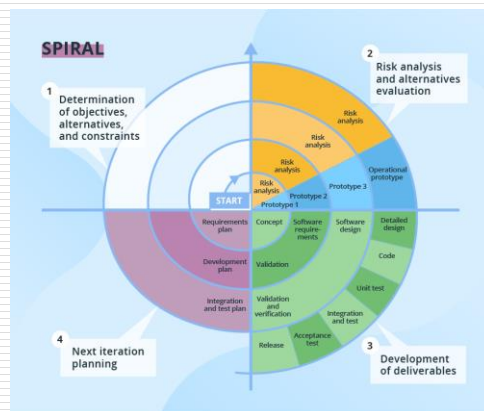 SPIRAL
1
Determination
of objectives,
alternatives,
and constraints
2
Risk analysis
and alternatives
evaluation
Risk
analysis
Risk
analysis
Risk
analysis
Risk
analysis
Operational
prototype
Prototype 3
Prototype 2
Prototype 1
START
Requirements
plan
Concept
Software
require-
ments
Software
design
Detailed
design
Development
plan
Validation
Code
Unit test
Integration
and test plan
Validation
and
verification
Integration
and test
Acceptance
test
Release
4
Next iteration
planning
3
Development
of deliverables